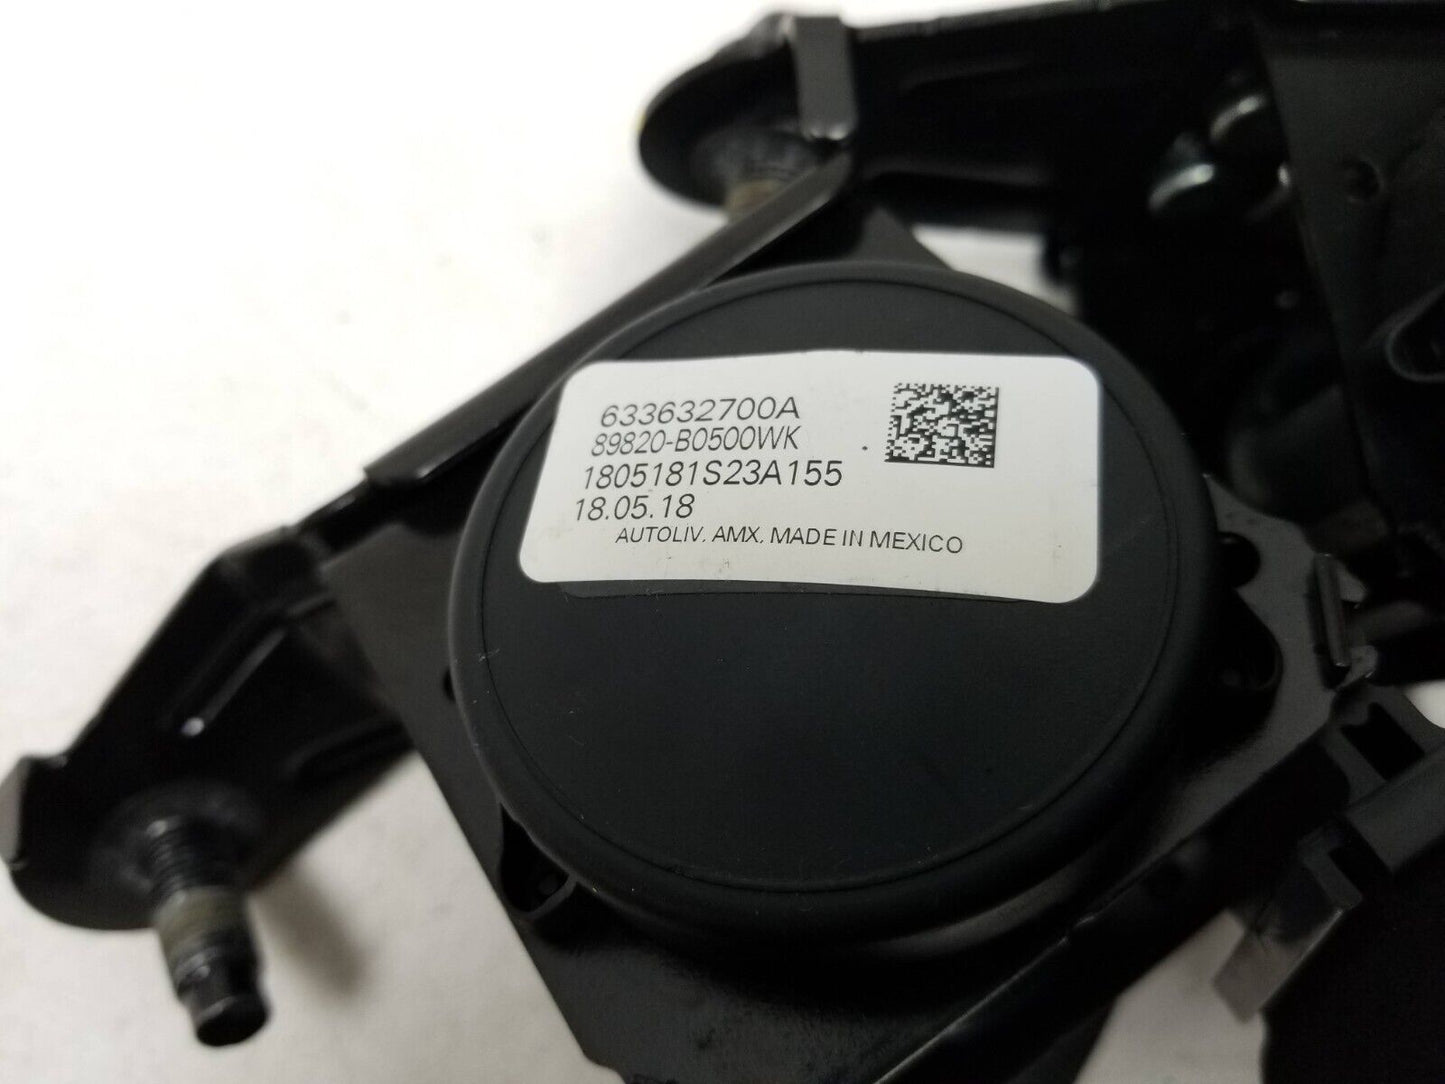 633632700A
89820-B0500WK
1805181S23A155
18.05.18
AUTOLIV. AMX. MADE IN MEXICO